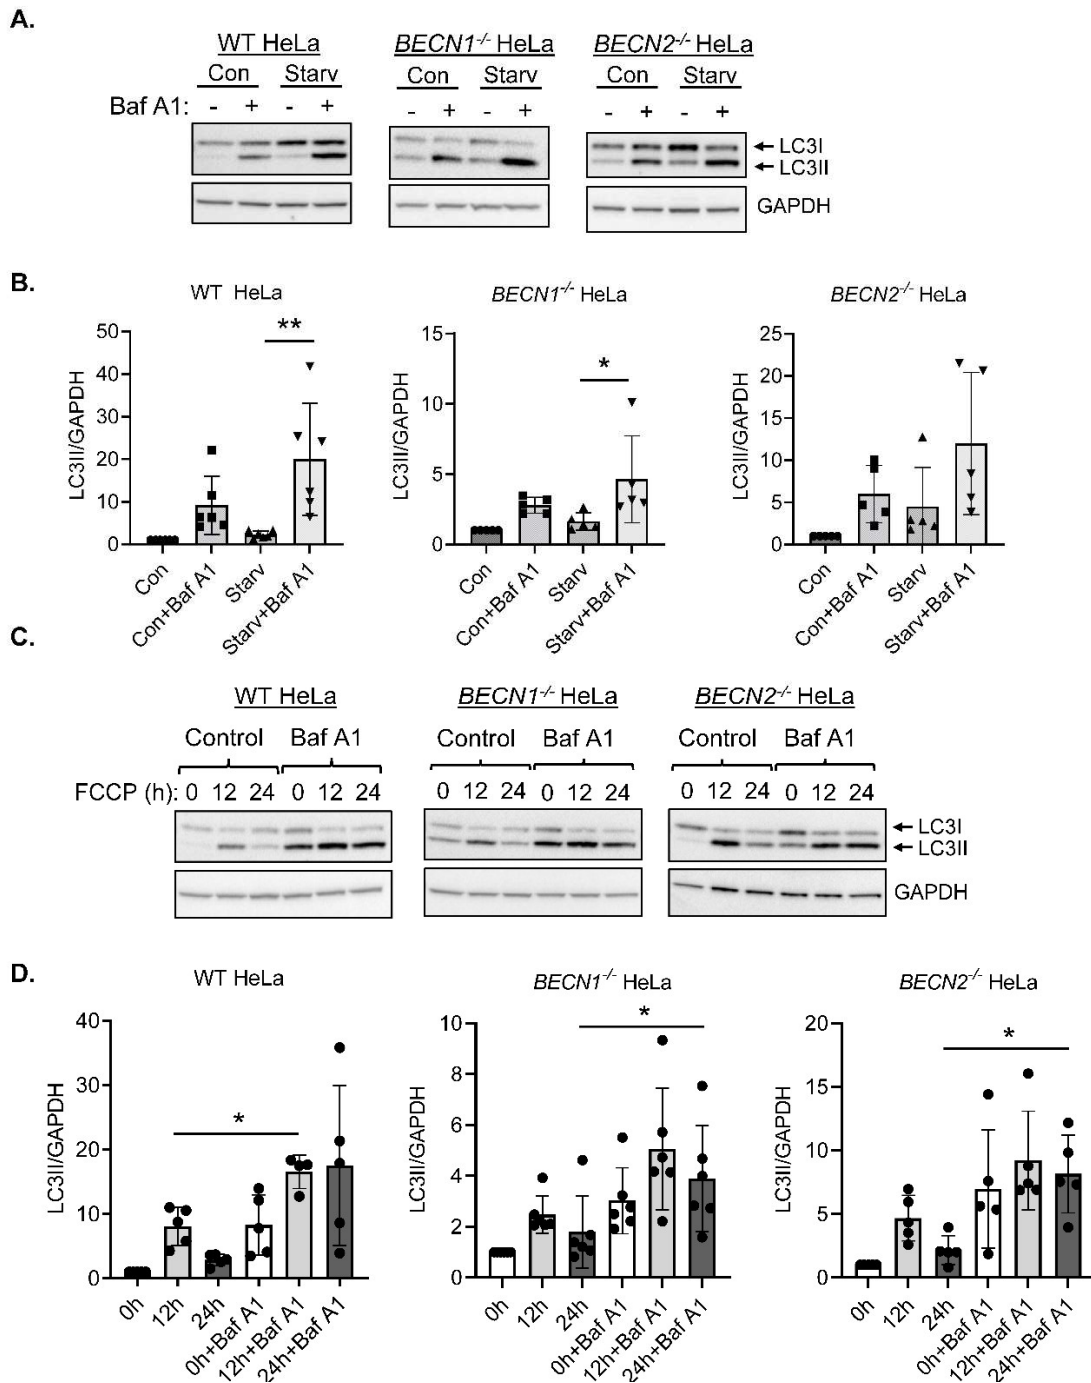 A.
WT HeLa BECN1-/- HeLa BECN2-/- HeLa
Con Starv Con Starv Con Starv
Baf A1: - + - + - + - + - + - +
LC3I
LC3II
GAPDH
B.
WT HeLa BECN1-/- HeLa BECN2-/- HeLa
LC3II/GAPDH
50
40
30
20
10
0
**
Con
Con+Baf A1
Starv
Starv+Baf A1
LC3II/GAPDH
15
10
5
0
*
Con
Con+Baf A1
Starv
Starv+Baf A1
LC3II/GAPDH
25
20
15
10
5
0
Con
Con+Baf A1
Starv
Starv+Baf A1
C.
WT HeLa BECN1-/- HeLa BECN2-/- HeLa
Control Baf A1 Control Baf A1 Control Baf A1
FCCP (h): 0 12 24 0 12 24 0 12 24 0 12 24 0 12 24 0 12 24
LC3I
LC3II
GAPDH
D.
WT HeLa BECN1-/- HeLa BECN2-/- HeLa
LC3II/GAPDH
40
30
20
10
0
*
0h
12h
24h
0h+Baf A1
12h+Baf A1
24h+Baf A1
LC3II/GAPDH
10
8
6
4
2
0
*
0h
12h
24h
0h+Baf A1
12h+Baf A1
24h+Baf A1
LC3II/GAPDH
20
15
10
5
0
*
0h
12h
24h
0h+Baf A1
12h+Baf A1
24h+Baf A1